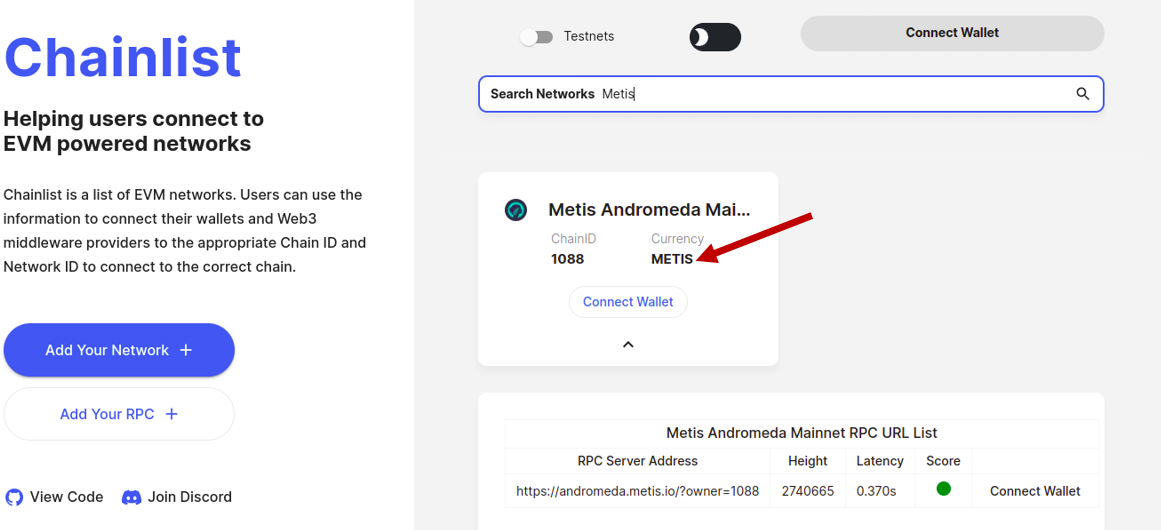 Chainlist
Helping users connect to
EVM powered networks
Chainlist is a list of EVM networks. Users can use the
information to connect their wallets and Web3
middleware providers to the appropriate Chain ID and
Network ID to connect to the correct chain.
Add Your Network +
Add Your RPC +
View Code Join Discord
Testnets
Connect Wallet
Search Networks Metis
Metis Andromeda Mai...
ChainID Currency
1088 METIS
Connect Wallet
Metis Andromeda Mainnet RPC URL List
RPC Server Address Height Latency Score
https://andromeda.metis.io/?owner=1088 2740665 0.370s Connect Wallet